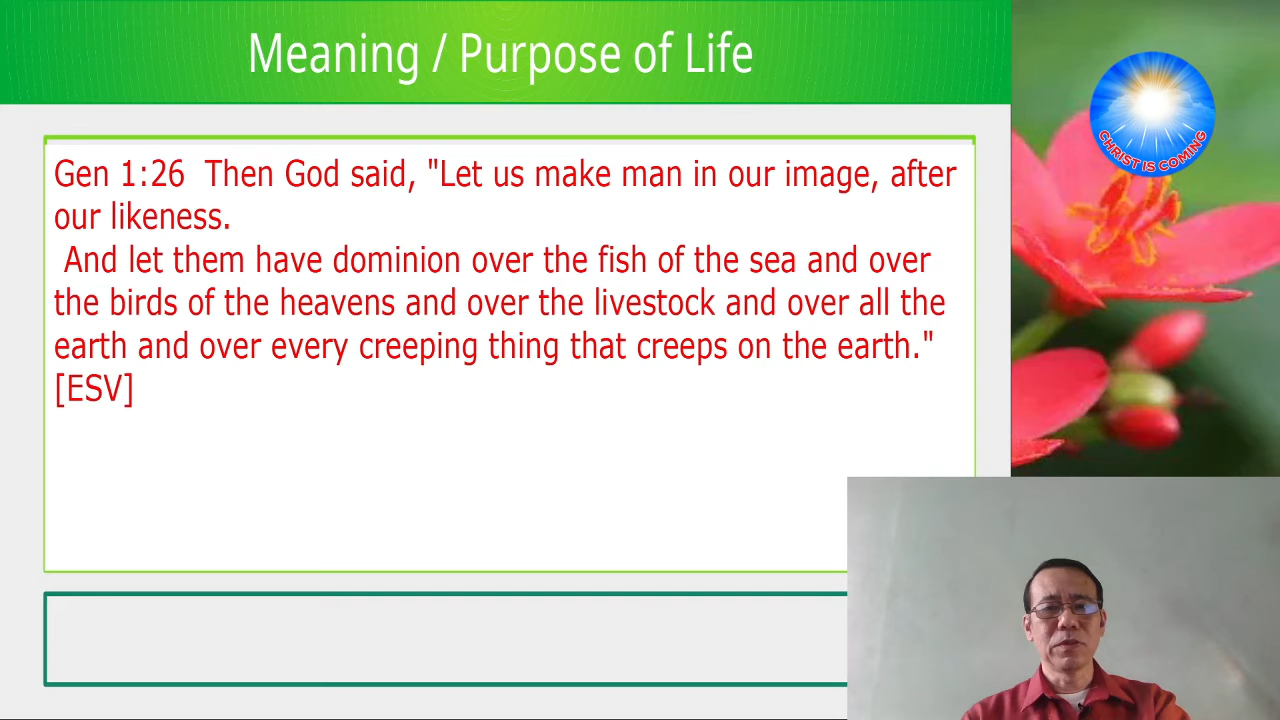 Meaning / Purpose of Life
CHRIST IS COMING
Gen 1:26  Then God said, "Let us make man in our image, after
our likeness.
And let them have dominion over the fish of the sea and over
the birds of the heavens and over the livestock and over all the
earth and over every creeping thing that creeps on the earth."
[ESV]